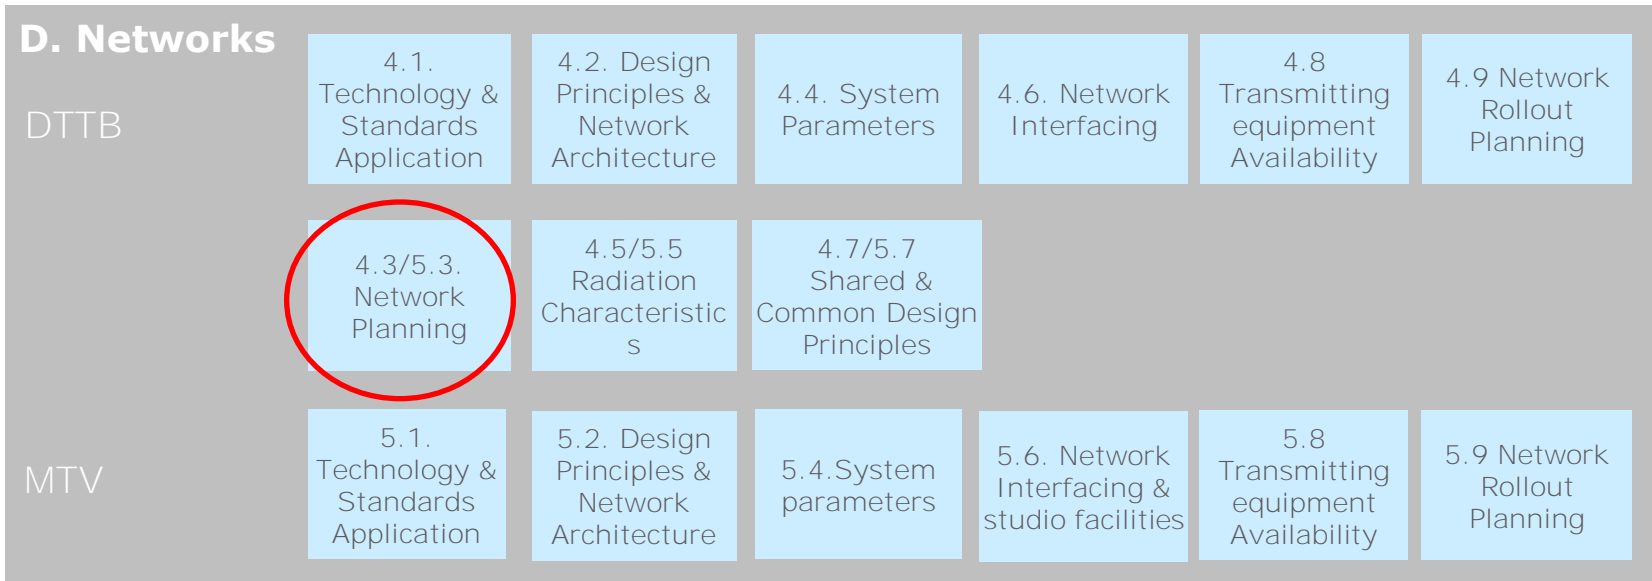 D. Networks
DTTB
4.1.
Technology &
Standards
Application
4.2. Design
Principles &
Network
Architecture
4.4. System
Parameters
4.6. Network
Interfacing
4.8
Transmitting
equipment
Availability
4.9 Network
Rollout
Planning
4.3/5.3.
Network
Planning
4.5/5.5
Radiation
Characteristic
s
4.7/5.7
Shared &
Common Design
Principles
MTV
5.1.
Technology &
Standards
Application
5.2. Design
Principles &
Network
Architecture
5.4.System
parameters
5.6. Network
Interfacing &
studio facilities
5.8
Transmitting
equipment
Availability
5.9 Network
Rollout
Planning